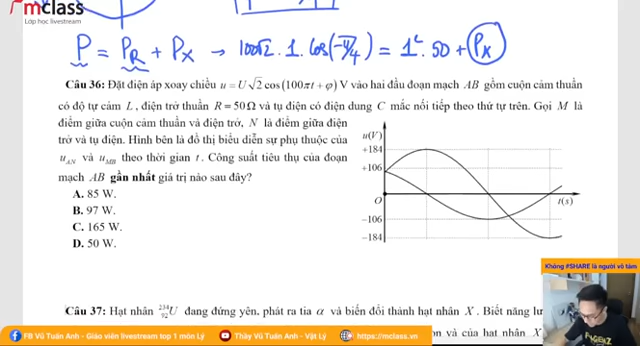 mclass
Lớp học livestream
P = P_R + P_X → 100√2 . 1 . cos(-π/4) = 1² . 50 + P_X
Câu 36: Đặt điện áp xoay chiều u = U√2 cos(100πt + φ) V vào hai đầu đoạn mạch AB gồm cuộn cảm thuần
có độ tự cảm L, điện trở thuần R = 50Ω và tụ điện có điện dung C mắc nối tiếp theo thứ tự trên. Gọi M là
điểm giữa cuộn cảm thuần và điện trở, N là điểm giữa điện
trở và tụ điện. Hình bên là đồ thị biểu diễn sự phụ thuộc của
u_AN và u_MB theo thời gian t. Công suất tiêu thụ của đoạn
mạch AB gần nhất giá trị nào sau đây?
A. 85 W.
B. 97 W.
C. 165 W.
D. 50 W.
u(V)
+184
+106
O
t(s)
-106
-184
Không #SHARE là người vô tâm
Câu 37: Hạt nhân ²³⁴₉₂U đang đứng yên, phát ra tia α và biến đổi thành hạt nhân X. Biết năng lư
n và của hạt nhân X
FB Vũ Tuấn Anh - Giáo viên livestream top 1 môn Lý
Thầy Vũ Tuấn Anh - Vật Lý
https://mclass.vn